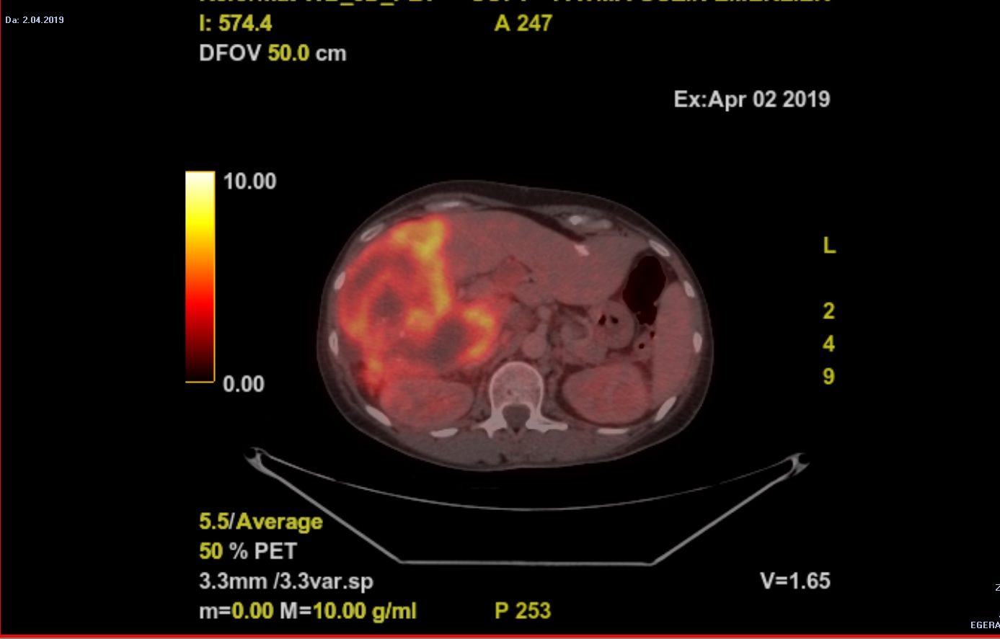 Da: 2.04.2019
I: 574.4
A 247
DFOV 50.0 cm
Ex:Apr 02 2019
10.00
0.00
L
2
4
9
5.5/Average
50 % PET
3.3mm /3.3var.sp
V=1.65
m=0.00 M=10.00 g/ml
P 253
EGERA